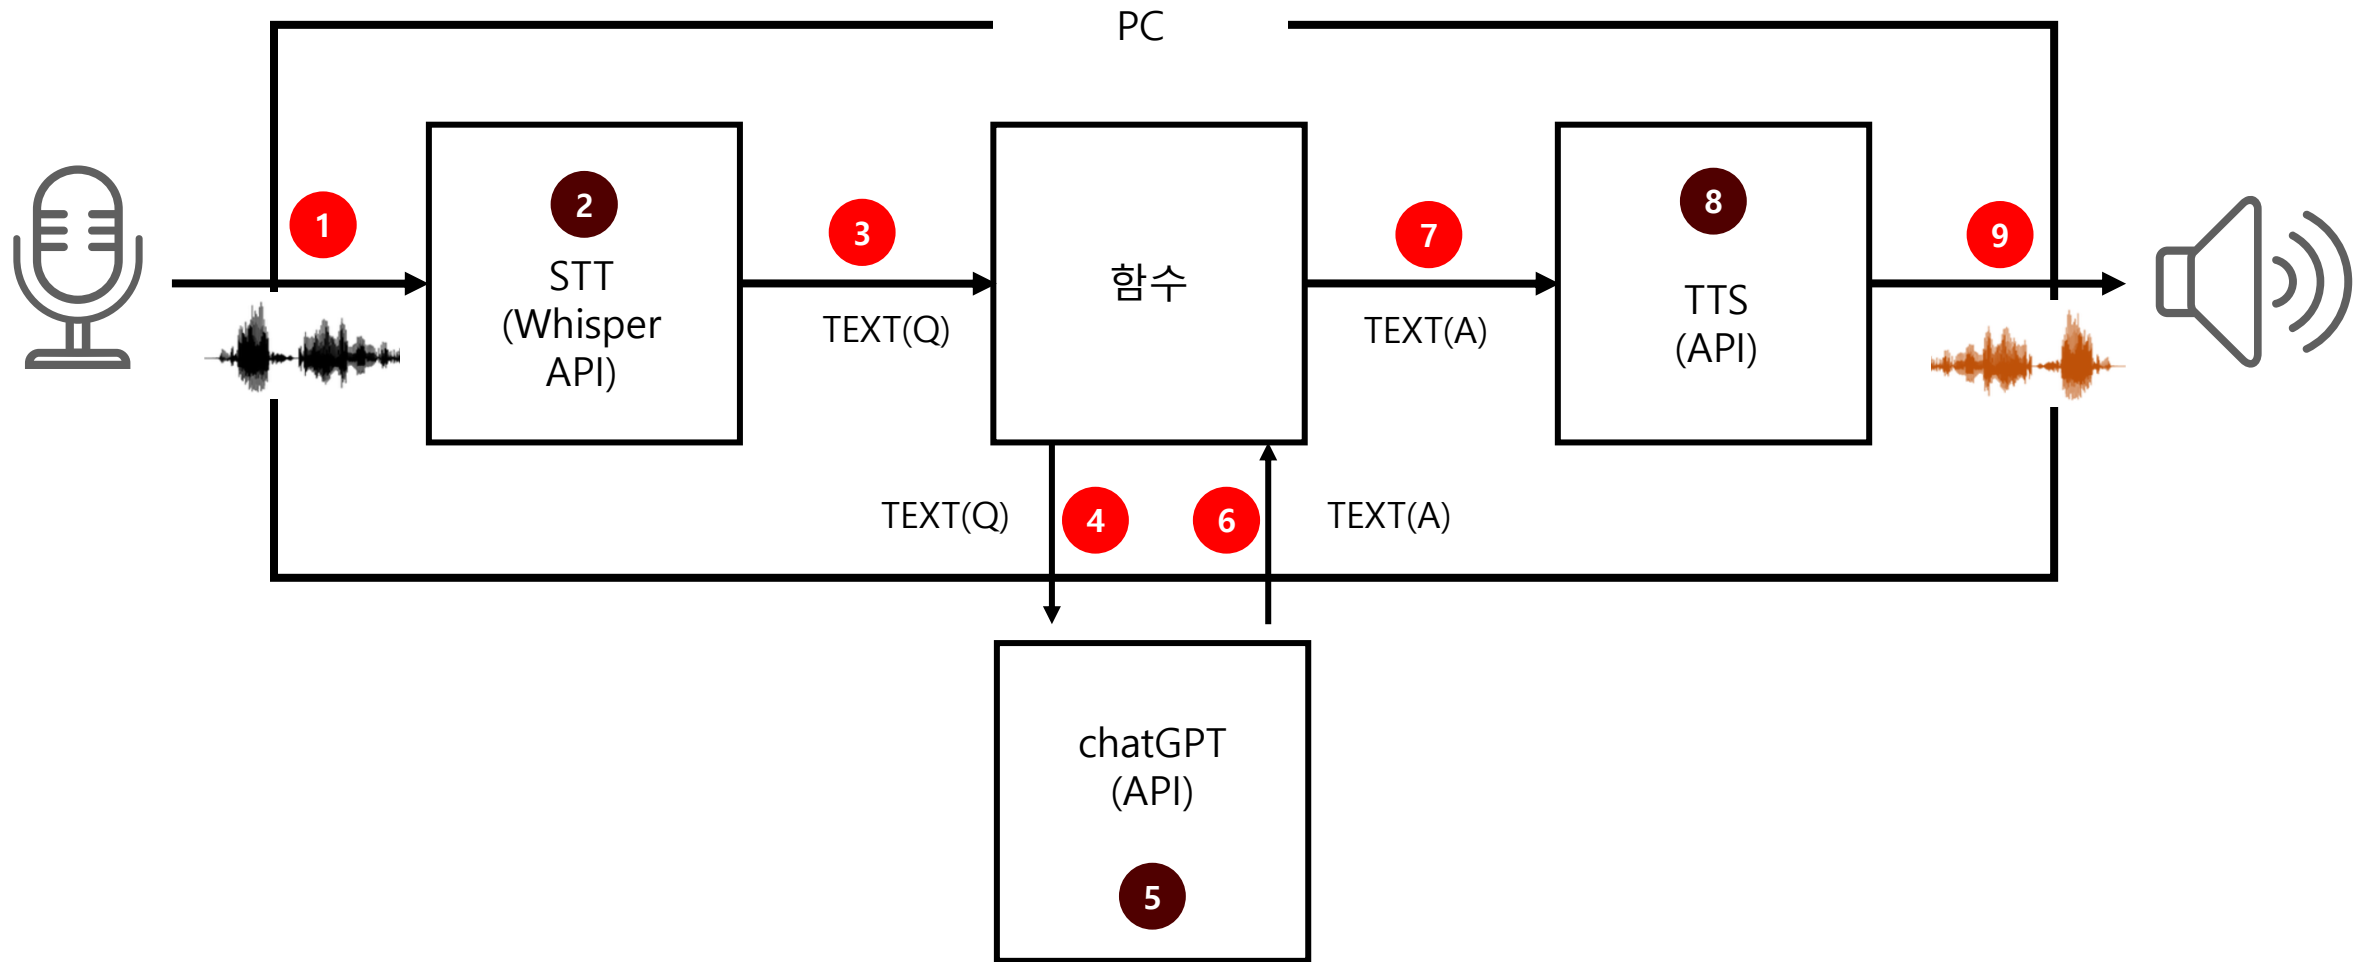 PC
1
2
STT
(Whisper
API)
3
TEXT(Q)
함수
7
TEXT(A)
8
TTS
(API)
9
TEXT(Q)
4
6
TEXT(A)
chatGPT
(API)
5